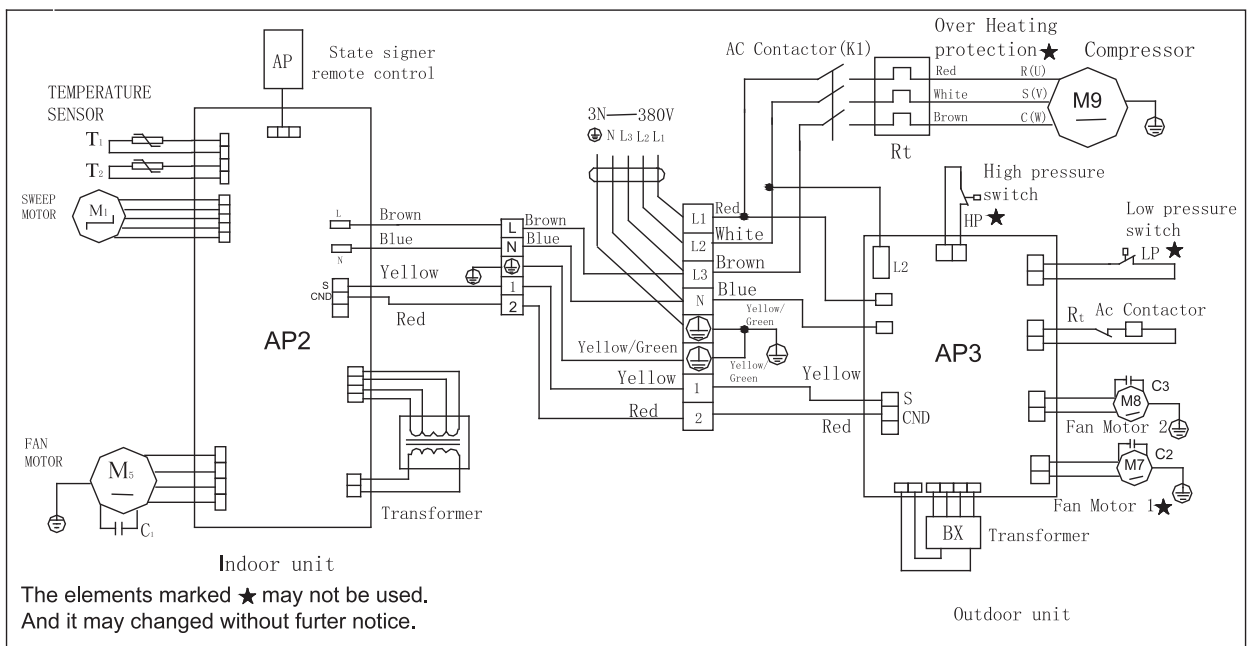 AP
State signer
remote control
TEMPERATURE
SENSOR
T1
T2
SWEEP
MOTOR
M1
L
N
S
CND
Brown
Blue
Yellow
Red
AP2
FAN
MOTOR
M5
C1
Transformer
Indoor unit
L
N
1
2
Brown
Blue
Yellow/Green
Yellow
Red
3N——380V
N L3 L2 L1
L1
L2
L3
N
1
2
Red
White
Brown
Blue
Yellow/
Green
Yellow/
Green
Yellow
Red
AC Contactor(K1)
Over Heating
protection★
Compressor
Red R(U)
White S(V)
Brown C(W)
M9
Rt
High pressure
switch
HP★
Low pressure
switch
LP★
L2
Rt Ac Contactor
AP3
S
CND
C3
M8
Fan Motor 2
C2
M7
Fan Motor 1★
BX
Transformer
Outdoor unit
The elements marked ★ may not be used.
And it may changed without furter notice.